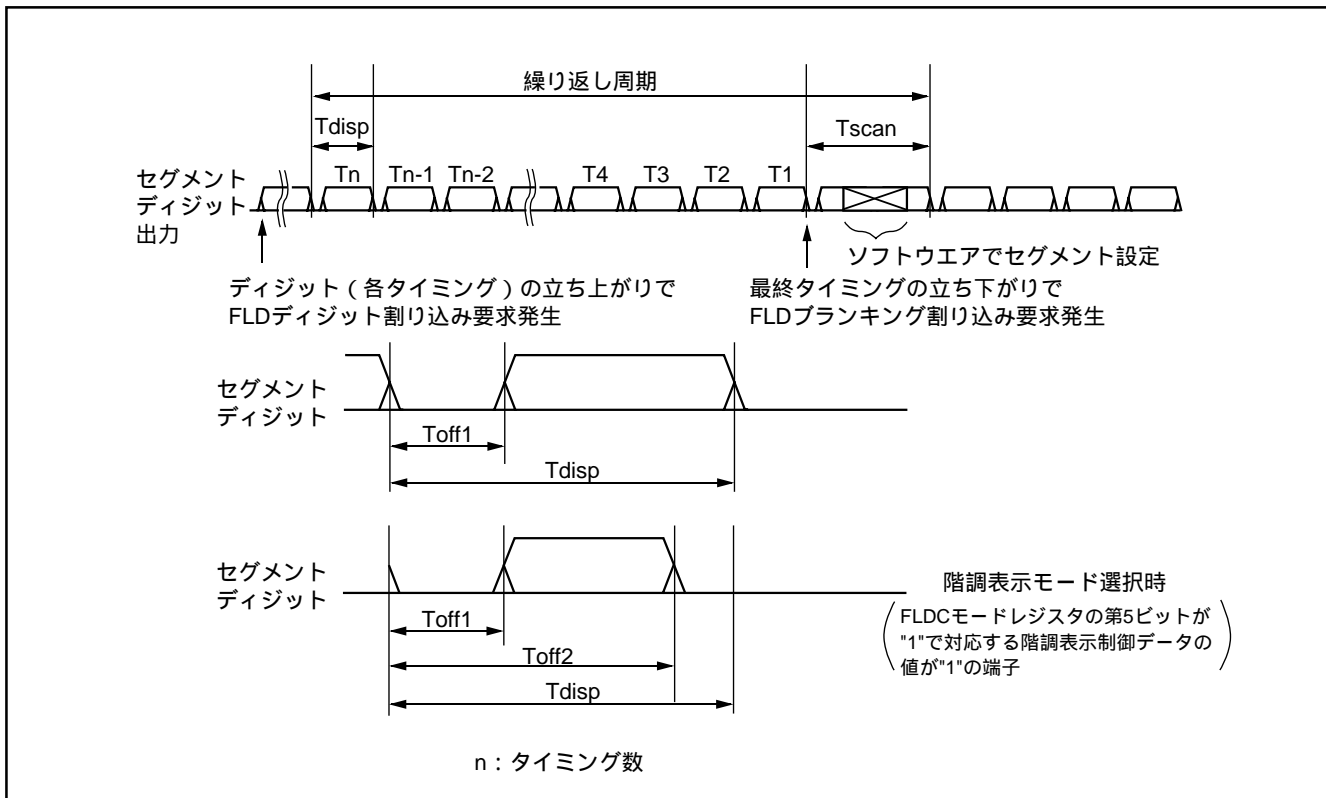 繰り返し周期
Tdisp
Tscan
Tn Tn-1 Tn-2 T4 T3 T2 T1
セグメント
ディジット
出力
ソフトウエアでセグメント設定
ディジット（各タイミング）の立ち上がりで
FLDディジット割り込み要求発生
最終タイミングの立ち下がりで
FLDブランキング割り込み要求発生
セグメント
ディジット
Toff1
Tdisp
セグメント
ディジット
階調表示モード選択時
FLDCモードレジスタの第5ビットが
"1"で対応する階調表示制御データの
値が"1"の端子
Toff1
Toff2
Tdisp
n：タイミング数